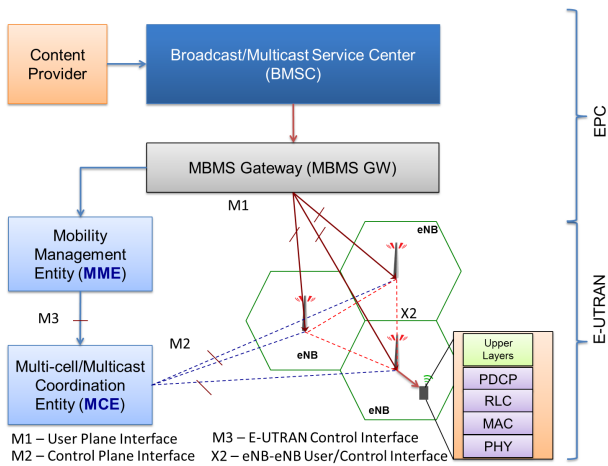 Content
Provider
Broadcast/Multicast Service Center
(BMSC)
EPC
MBMS Gateway (MBMS GW)
M1
eNB
Mobility
Management
Entity (MME)
E-UTRAN
M3
X2
M2
eNB
Multi-cell/Multicast
Coordination
Entity (MCE)
eNB
Upper
Layers
PDCP
RLC
MAC
PHY
M1 – User Plane Interface
M3 – E-UTRAN Control Interface
M2 – Control Plane Interface
X2 – eNB-eNB User/Control Interface